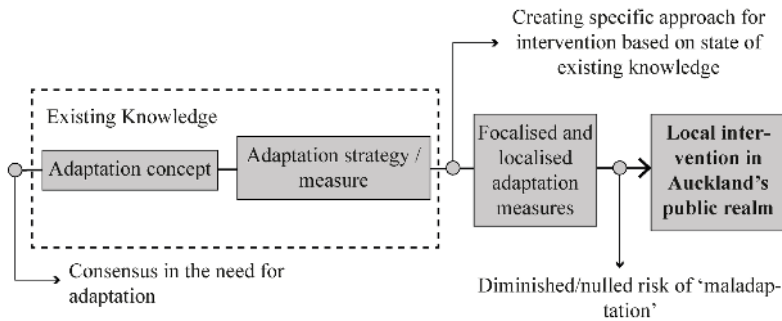 Creating specific approach for
intervention based on state of
existing knowledge
Existing Knowledge
Adaptation concept
Adaptation strategy /
measure
Focalised and
localised
adaptation
measures
Local inter-
vention in
Auckland's
public realm
Consensus in the need for
adaptation
Diminished/nulled risk of 'maladap-
tation'